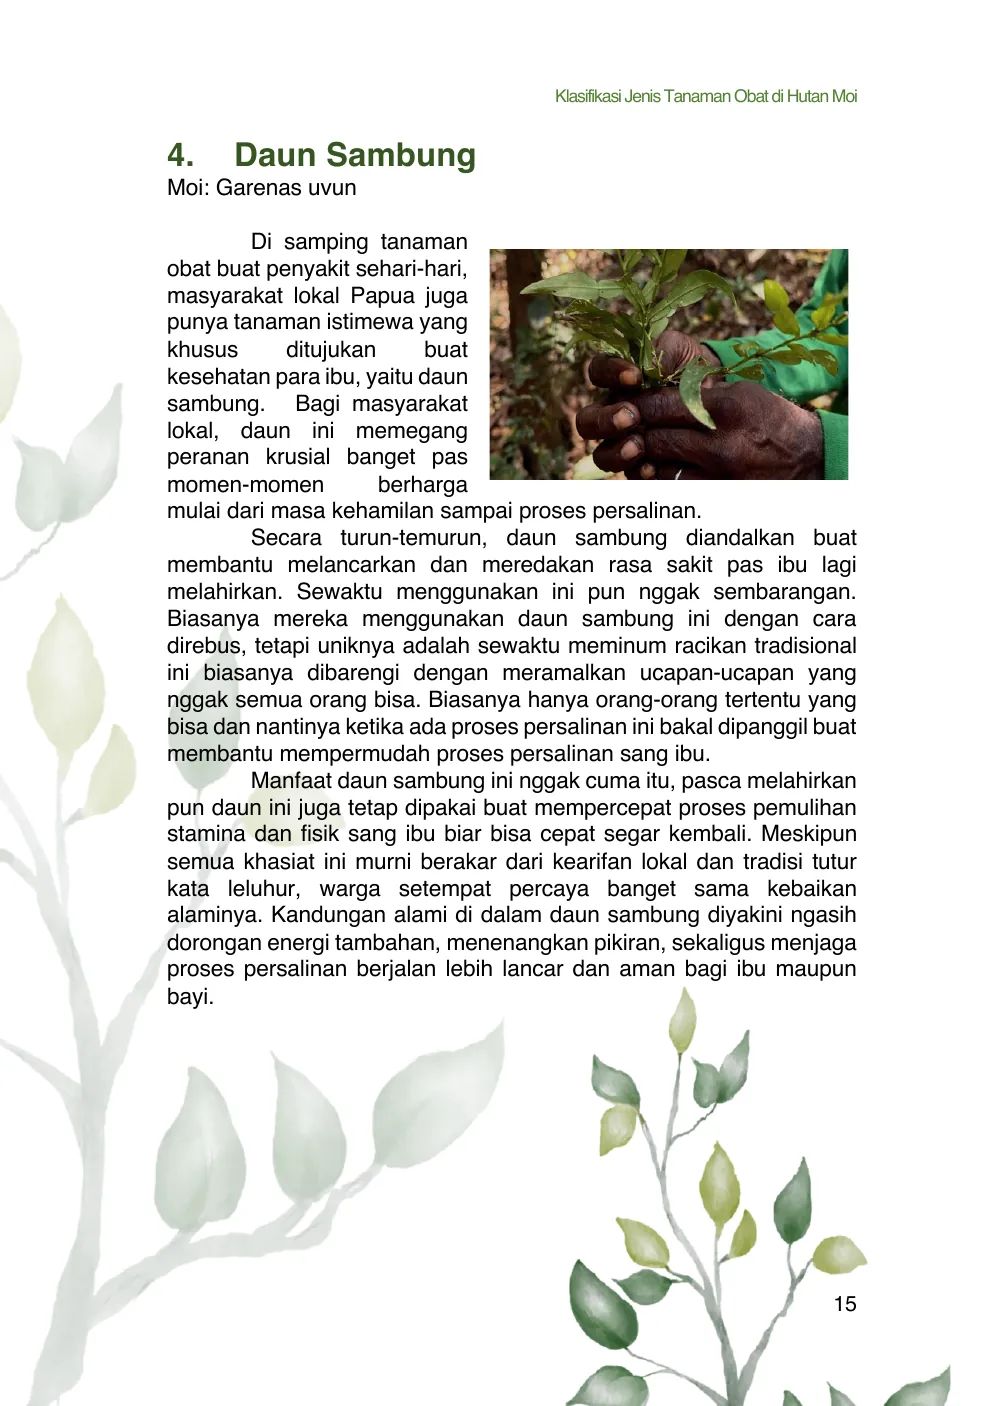 Klasifikasi Jenis Tanaman Obat di Hutan Moi
4. Daun Sambung
Moi: Garenas uvun
Di samping tanaman
obat buat penyakit sehari-hari,
masyarakat lokal Papua juga
punya tanaman istimewa yang
khusus ditujukan buat
kesehatan para ibu, yaitu daun
sambung. Bagi masyarakat
lokal, daun ini memegang
peranan krusial banget pas
momen-momen berharga
mulai dari masa kehamilan sampai proses persalinan.
Secara turun-temurun, daun sambung diandalkan buat
membantu melancarkan dan meredakan rasa sakit pas ibu lagi
melahirkan. Sewaktu menggunakan ini pun nggak sembarangan.
Biasanya mereka menggunakan daun sambung ini dengan cara
direbus, tetapi uniknya adalah sewaktu meminum racikan tradisional
ini biasanya dibarengi dengan meramalkan ucapan-ucapan yang
nggak semua orang bisa. Biasanya hanya orang-orang tertentu yang
bisa dan nantinya ketika ada proses persalinan ini bakal dipanggil buat
membantu mempermudah proses persalinan sang ibu.
Manfaat daun sambung ini nggak cuma itu, pasca melahirkan
pun daun ini juga tetap dipakai buat mempercepat proses pemulihan
stamina dan fisik sang ibu biar bisa cepat segar kembali. Meskipun
semua khasiat ini murni berakar dari kearifan lokal dan tradisi tutur
kata leluhur, warga setempat percaya banget sama kebaikan
alaminya. Kandungan alami di dalam daun sambung diyakini ngasih
dorongan energi tambahan, menenangkan pikiran, sekaligus menjaga
proses persalinan berjalan lebih lancar dan aman bagi ibu maupun
bayi.
15